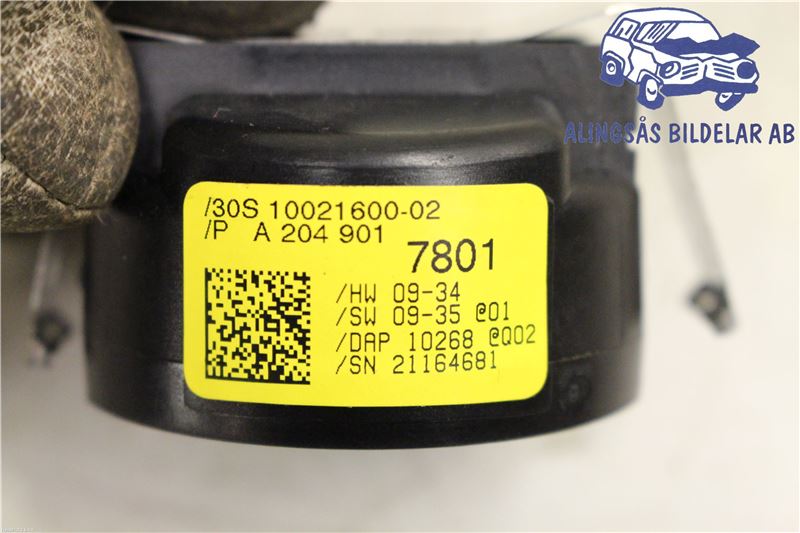 ALINGSÅS BILDELAR AB
/30S 10021600-02
/P A 204 901 7801
/HW 09-34
/SW 09-35 @01
/DAP 10268 @Q02
/SN 21164681